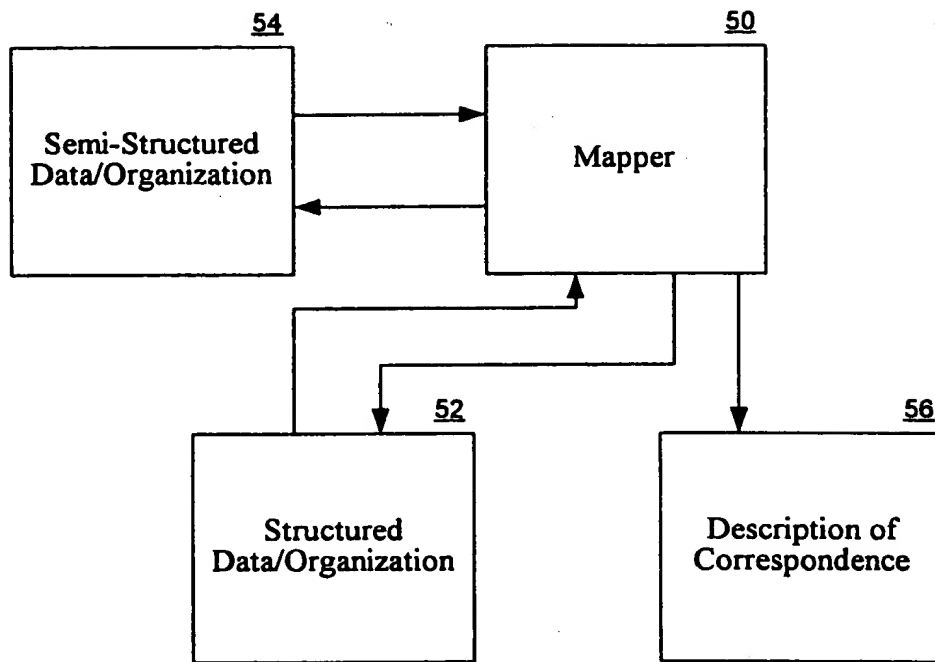 54
50
Semi-Structured
Data/Organization
Mapper
52
56
Structured
Data/Organization
Description of
Correspondence